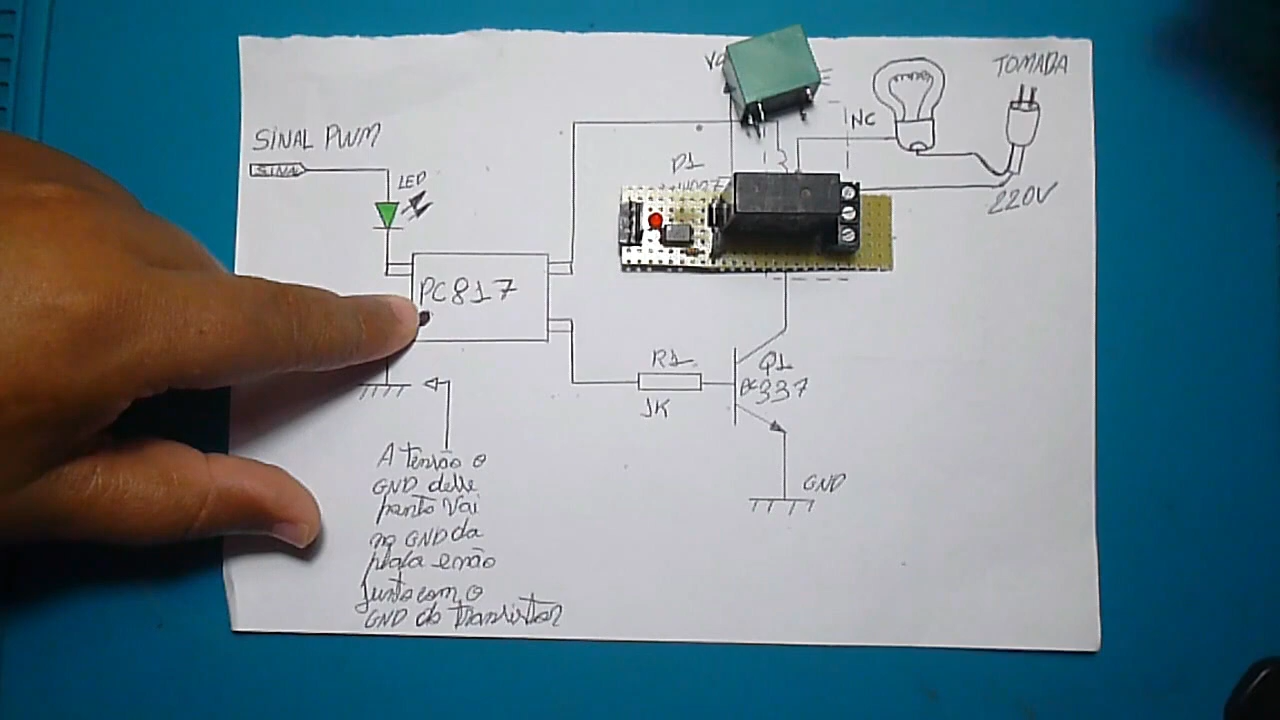 TOMADA
NC
SINAL PWM
SINAL
LED
D1
220V
PC817
R1
1K
Q1
BC337
GND
A tensão o
GND deste
ponto Vai
no GND da
placa e não
junto com o
GND do transistor